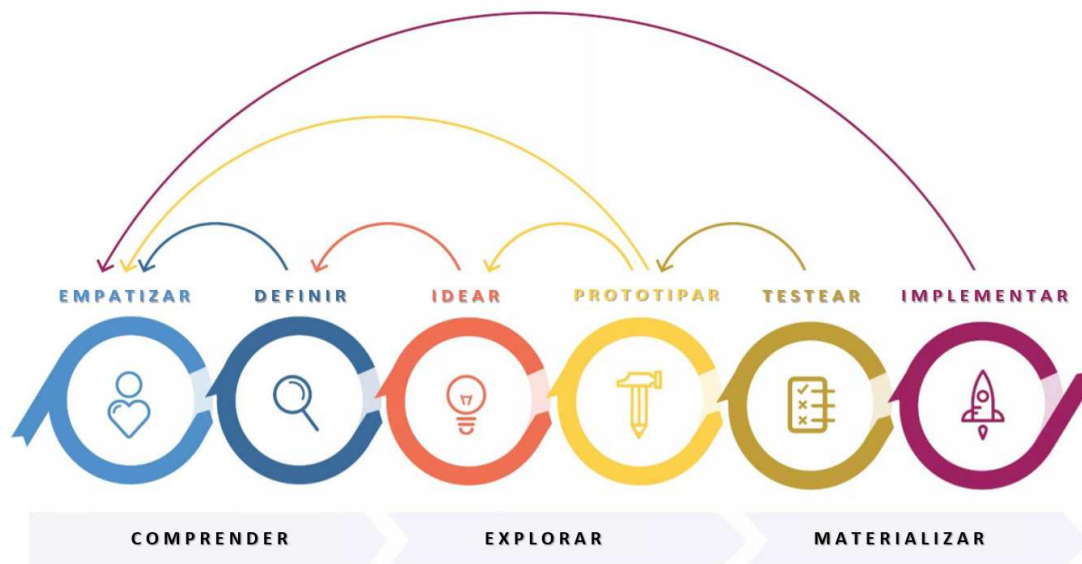 EMPATIZAR DEFINIR IDEAR PROTOTIPAR TESTEAR IMPLEMENTAR
COMPRENDER EXPLORAR MATERIALIZAR